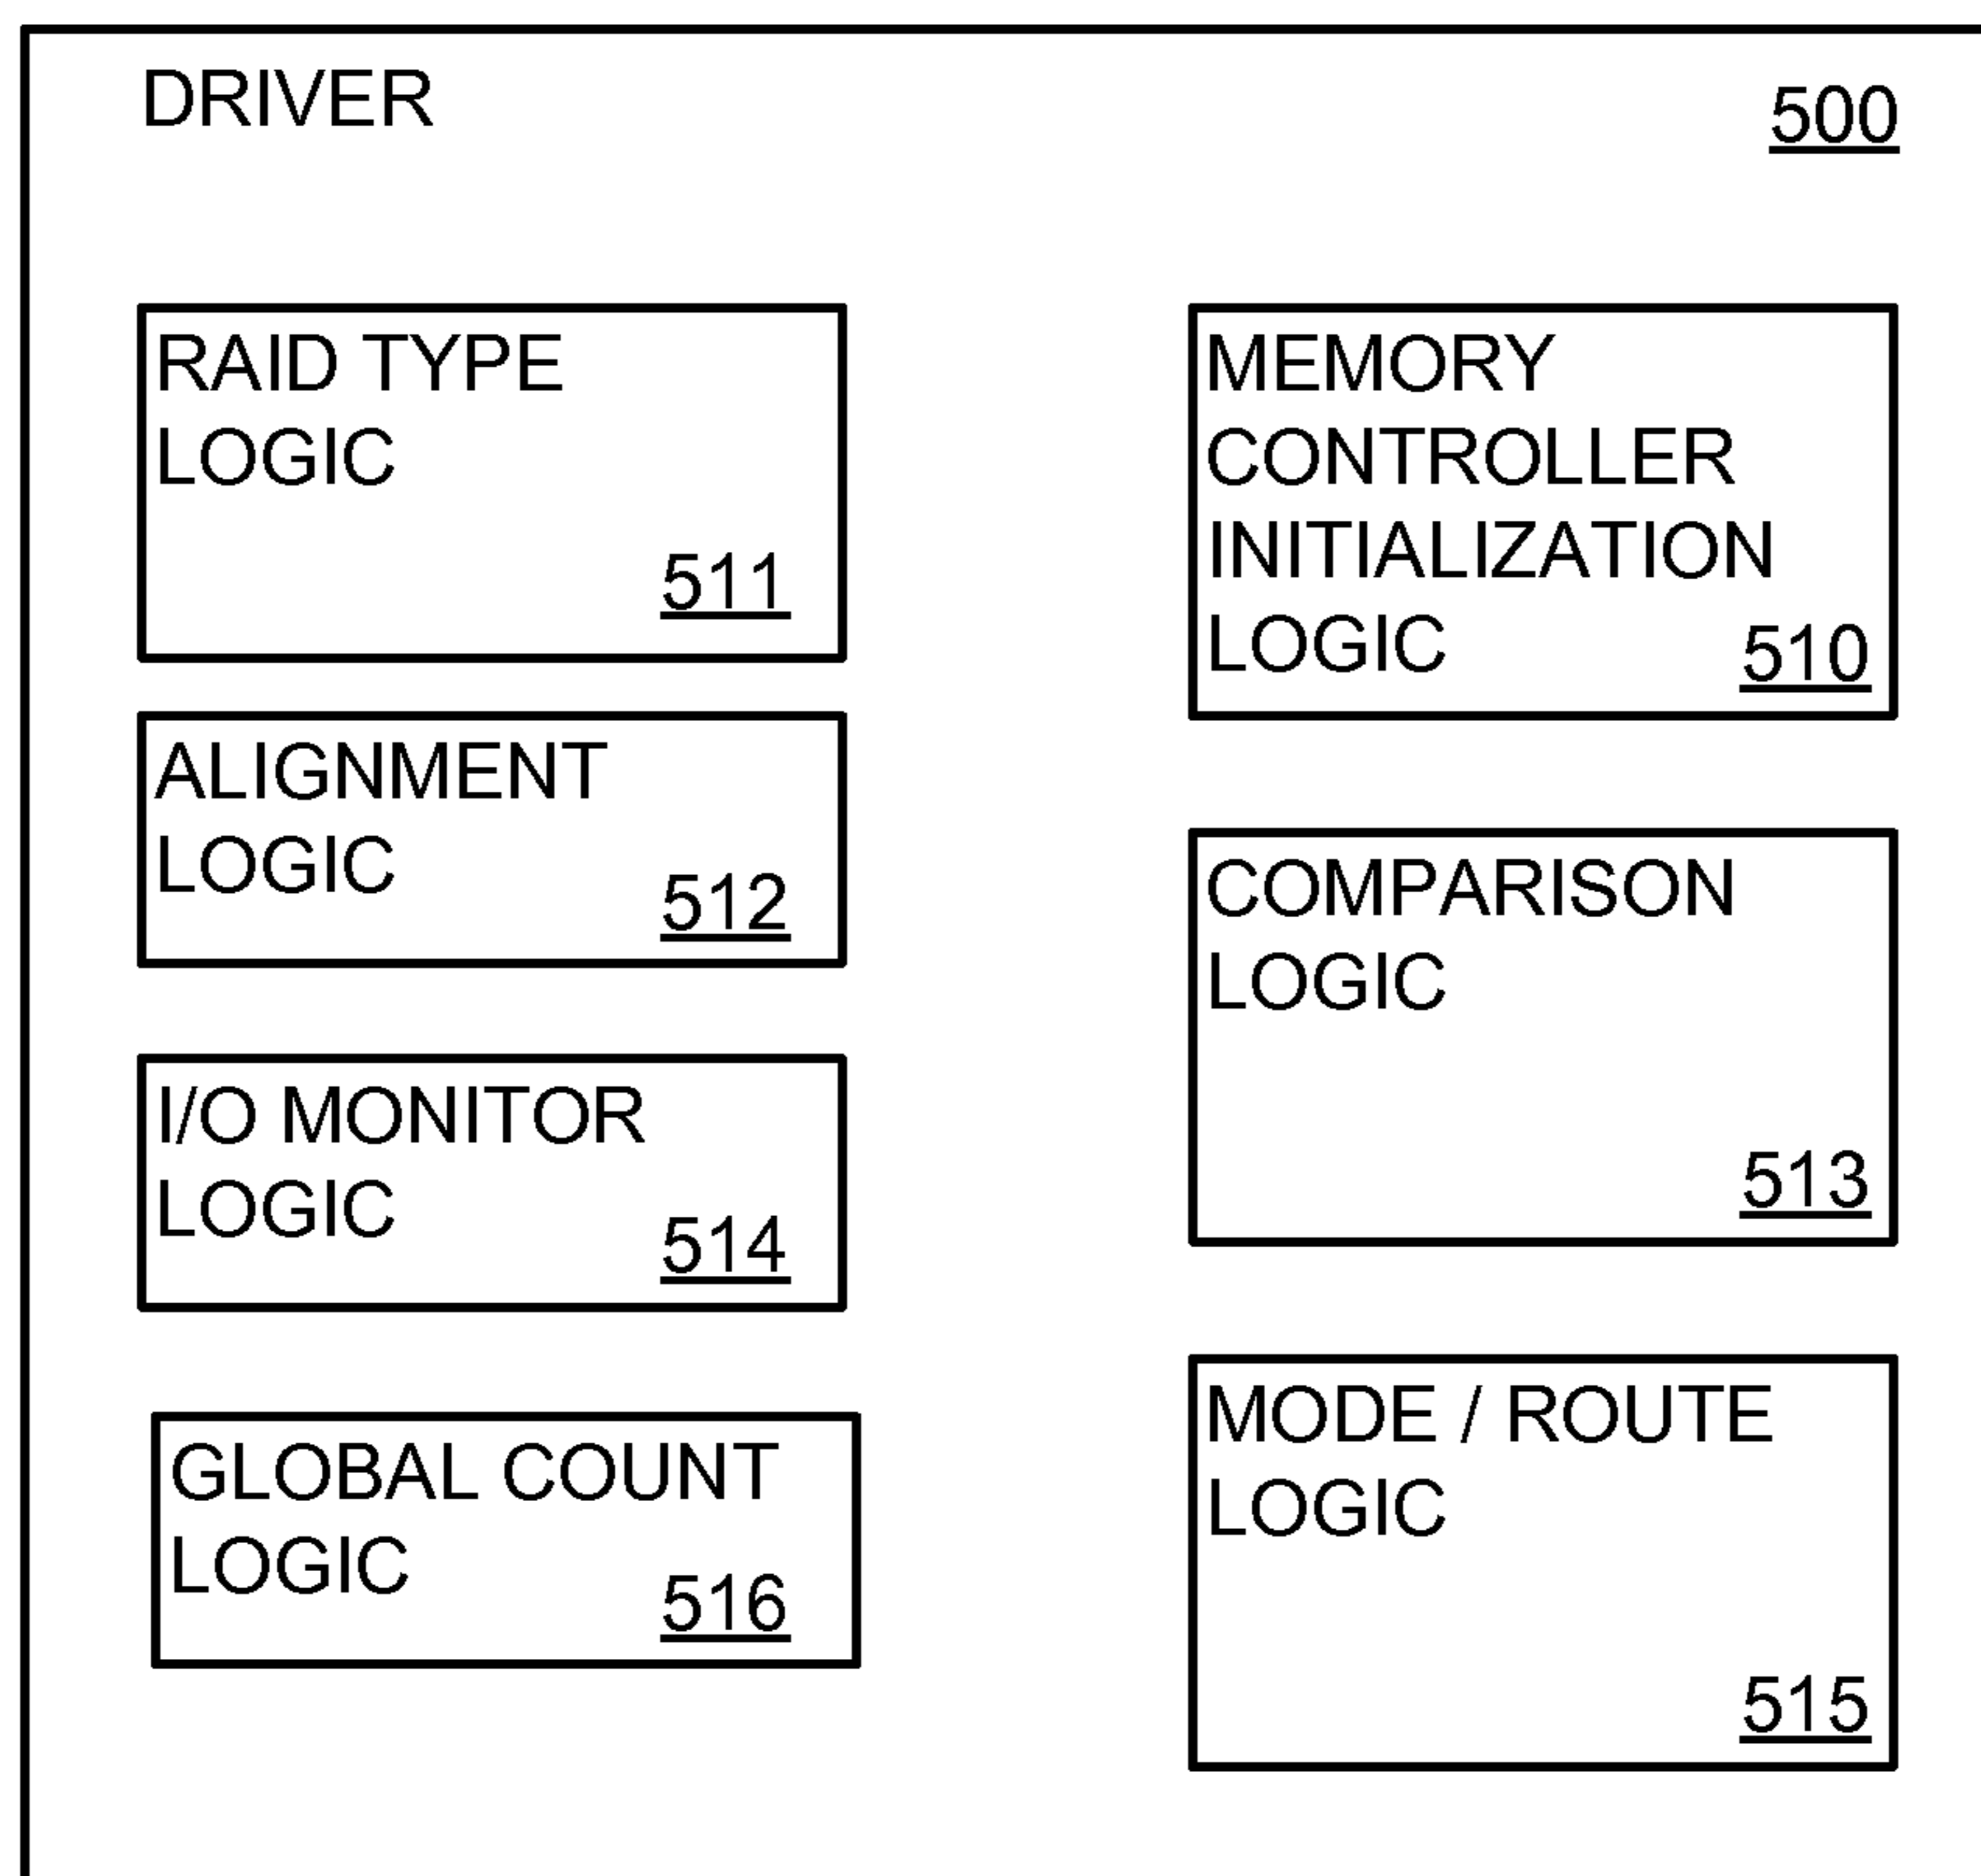 DRIVER
500
RAID TYPE
LOGIC
511
MEMORY
CONTROLLER
INITIALIZATION
LOGIC
510
ALIGNMENT
LOGIC
512
COMPARISON
LOGIC
513
I/O MONITOR
LOGIC
514
MODE / ROUTE
LOGIC
515
GLOBAL COUNT
LOGIC
516